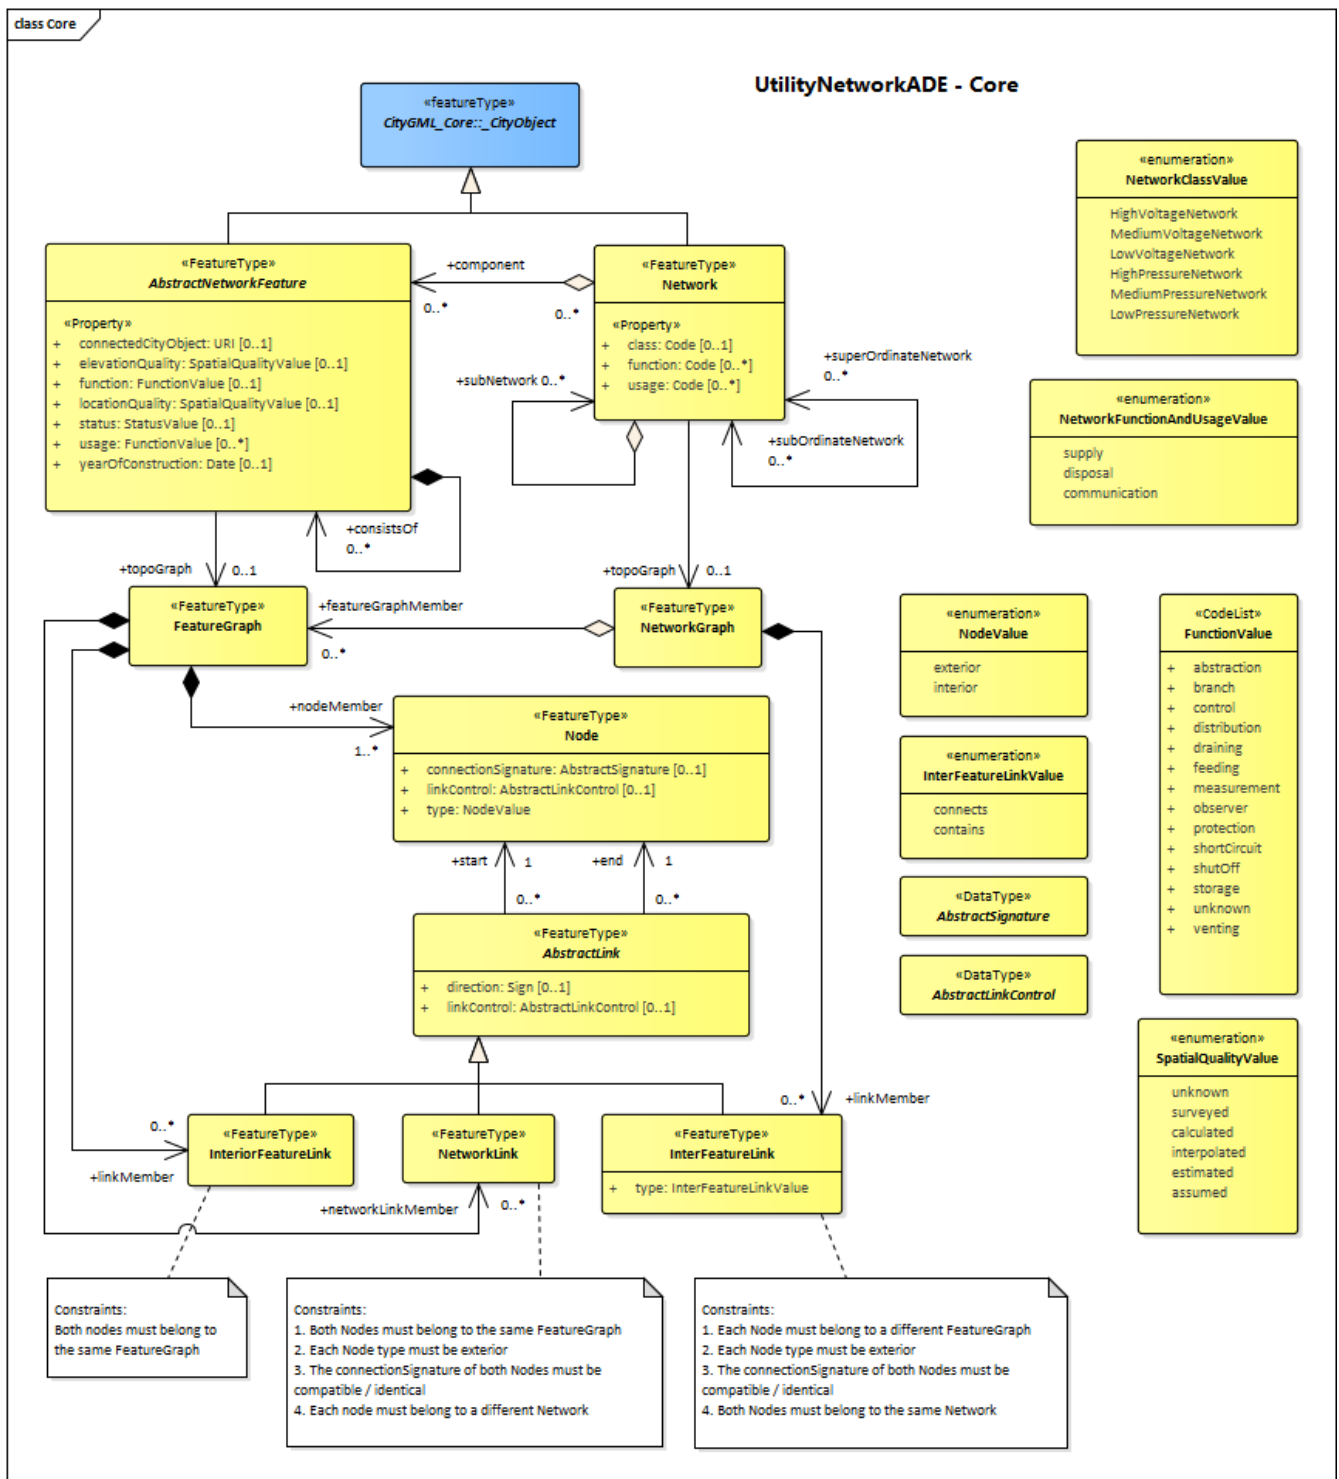 class Core
UtilityNetworkADE - Core
«featureType»
CityGML_Core::_CityObject
«enumeration»
NetworkClassValue
HighVoltageNetwork
MediumVoltageNetwork
LowVoltageNetwork
HighPressureNetwork
MediumPressureNetwork
LowPressureNetwork
«FeatureType»
AbstractNetworkFeature
«Property»
+ connectedCityObject: URI [0..1]
+ elevationQuality: SpatialQualityValue [0..1]
+ function: FunctionValue [0..1]
+ locationQuality: SpatialQualityValue [0..1]
+ status: StatusValue [0..1]
+ usage: FunctionValue [0..*]
+ yearOfConstruction: Date [0..1]
+component
0..*
0..*
«FeatureType»
Network
«Property»
+ class: Code [0..1]
+ function: Code [0..*]
+ usage: Code [0..*]
+subNetwork 0..*
+superOrdinateNetwork
0..*
+subOrdinateNetwork
0..*
«enumeration»
NetworkFunctionAndUsageValue
supply
disposal
communication
+consistsOf
0..*
+topoGraph
0..1
+topoGraph
0..1
«FeatureType»
FeatureGraph
+featureGraphMember
0..*
«FeatureType»
NetworkGraph
«enumeration»
NodeValue
exterior
interior
«CodeList»
FunctionValue
+ abstraction
+ branch
+ control
+ distribution
+ draining
+ feeding
+ measurement
+ observer
+ protection
+ shortCircuit
+ shutOff
+ storage
+ unknown
+ venting
+nodeMember
1..*
«FeatureType»
Node
+ connectionSignature: AbstractSignature [0..1]
+ linkControl: AbstractLinkControl [0..1]
+ type: NodeValue
«enumeration»
InterFeatureLinkValue
connects
contains
+start
1
+end
1
0..*
0..*
«DataType»
AbstractSignature
«FeatureType»
AbstractLink
+ direction: Sign [0..1]
+ linkControl: AbstractLinkControl [0..1]
«DataType»
AbstractLinkControl
«enumeration»
SpatialQualityValue
unknown
surveyed
calculated
interpolated
estimated
assumed
0..*
+linkMember
0..*
+linkMember
«FeatureType»
InteriorFeatureLink
«FeatureType»
NetworkLink
«FeatureType»
InterFeatureLink
+ type: InterFeatureLinkValue
+networkLinkMember
0..*
Constraints:
Both nodes must belong to
the same FeatureGraph
Constraints:
1. Both Nodes must belong to the same FeatureGraph
2. Each Node type must be exterior
3. The connectionSignature of both Nodes must be
compatible / identical
4. Each node must belong to a different Network
Constraints:
1. Each Node must belong to a different FeatureGraph
2. Each Node type must be exterior
3. The connectionSignature of both Nodes must be
compatible / identical
4. Both Nodes must belong to the same Network